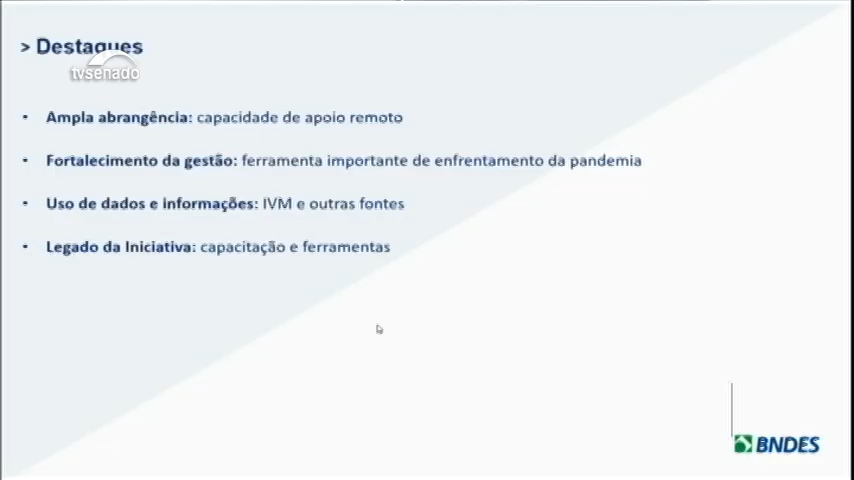 > Destaques
tvsenado
• Ampla abrangência: capacidade de apoio remoto
• Fortalecimento da gestão: ferramenta importante de enfrentamento da pandemia
• Uso de dados e informações: IVM e outras fontes
• Legado da Iniciativa: capacitação e ferramentas
BNDES